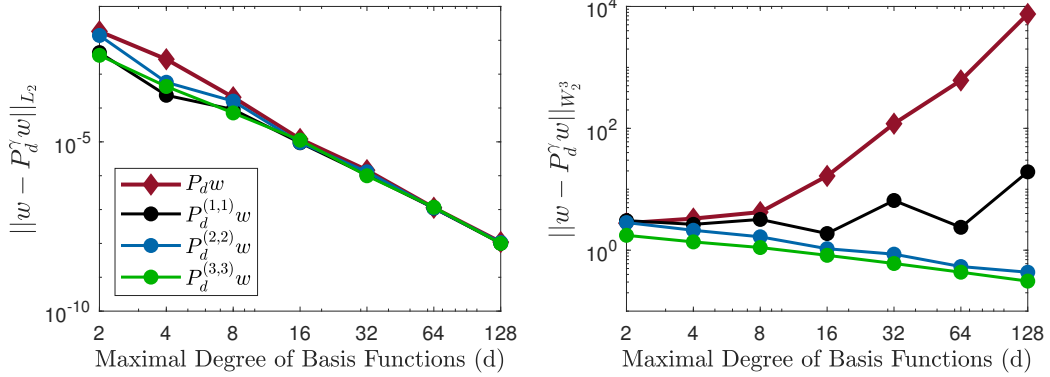 ||w − P_d^γ w||_{L_2}
10^{-5}
10^{-10}
P_d w
P_d^{(1,1)} w
P_d^{(2,2)} w
P_d^{(3,3)} w
2 4 8 16 32 64 128
Maximal Degree of Basis Functions (d)
||w − P_d^γ w||_{W_2^3}
10^4
10^2
10^0
2 4 8 16 32 64 128
Maximal Degree of Basis Functions (d)